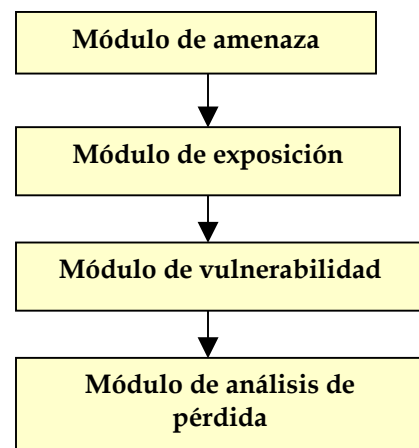 Módulo de amenaza
Módulo de exposición
Módulo de vulnerabilidad
Módulo de análisis de
pérdida